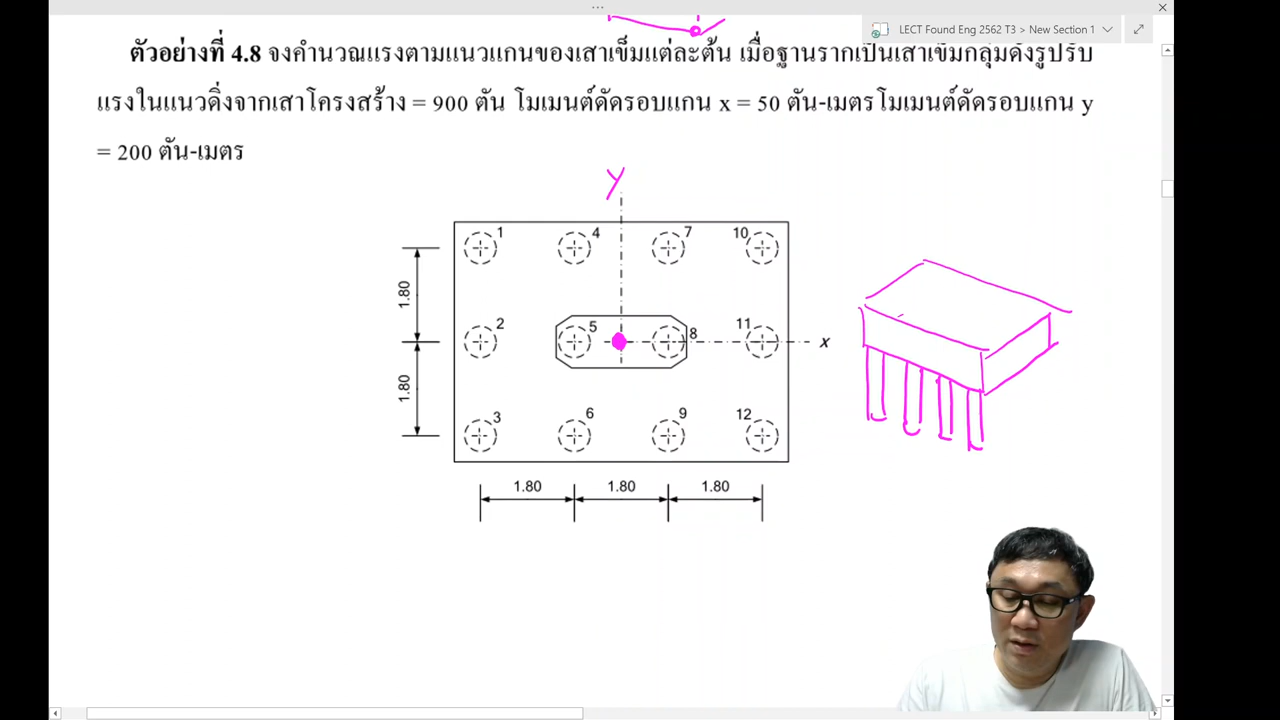 LECT Found Eng 2562 T3 > New Section 1
ตัวอย่างที่ 4.8 จงคำนวณแรงตามแนวแกนของเสาเข็มแต่ละต้น เมื่อฐานรากเป็นเสาเข็มกลุ่มดังรูปรับ
แรงในแนวดิ่งจากเสาโครงสร้าง = 900 ตัน โมเมนต์ดัดรอบแกน x = 50 ตัน-เมตร โมเมนต์ดัดรอบแกน y
= 200 ตัน-เมตร
y
1 4 7 10
1.80
2 5 8 11 x
1.80
3 6 9 12
1.80 1.80 1.80